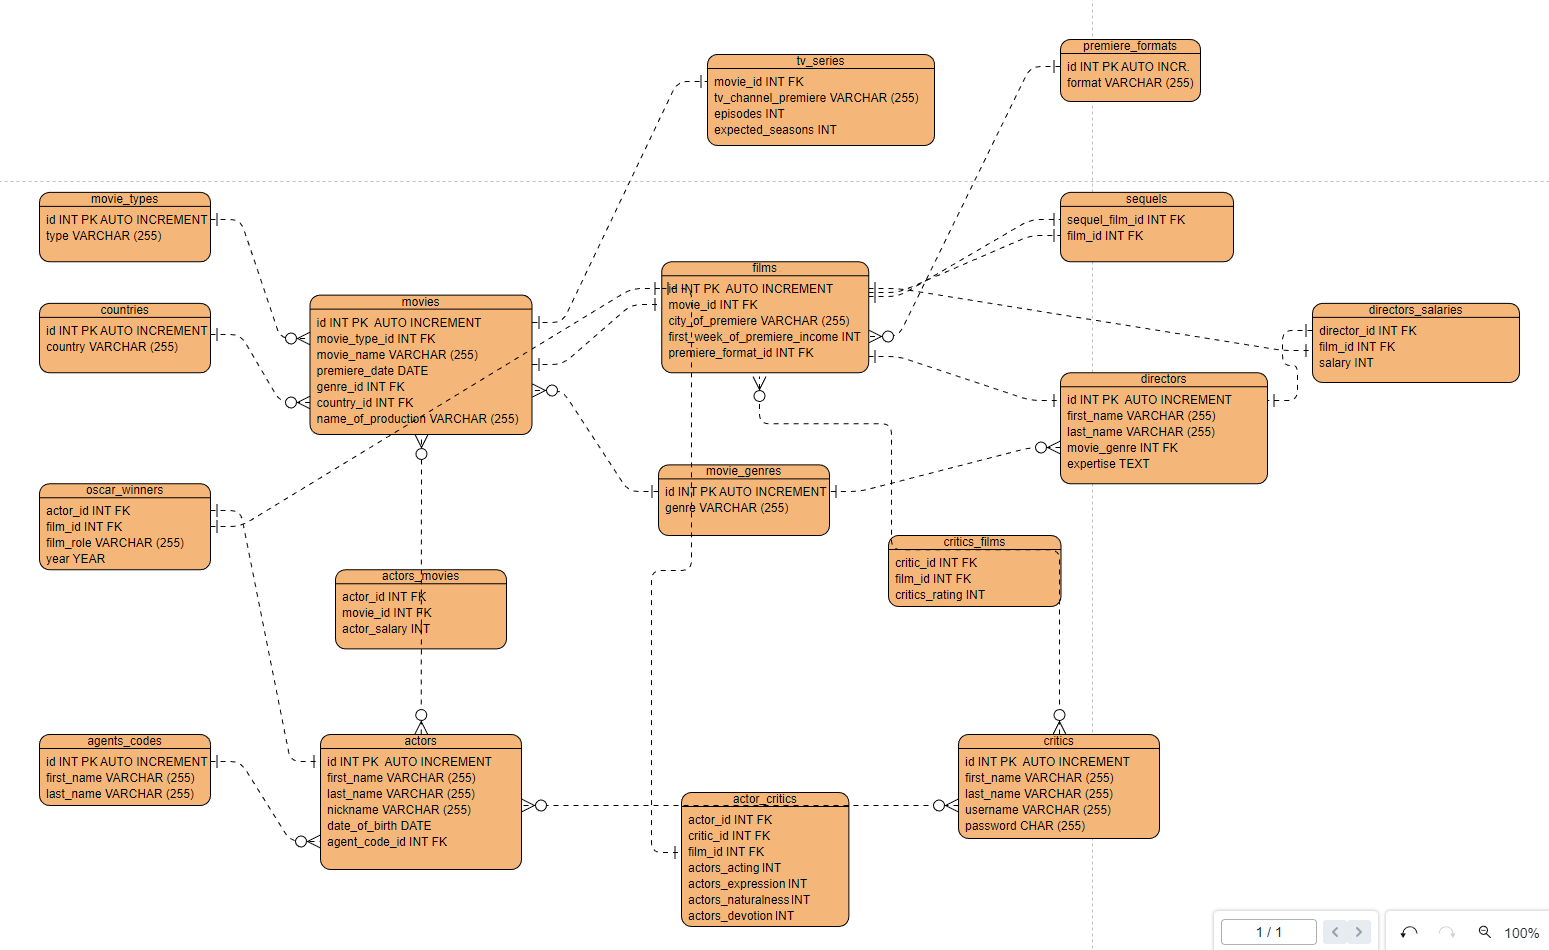 tv_series
movie_id INT FK
tv_channel_premiere VARCHAR (255)
episodes INT
expected_seasons INT
premiere_formats
id INT PK AUTO INCR.
format VARCHAR (255)
movie_types
id INT PK AUTO INCREMENT
type VARCHAR (255)
sequels
sequel_film_id INT FK
film_id INT FK
countries
id INT PK AUTO INCREMENT
country VARCHAR (255)
movies
id INT PK AUTO INCREMENT
movie_type_id INT FK
movie_name VARCHAR (255)
premiere_date DATE
genre_id INT FK
country_id INT FK
name_of_production VARCHAR (255)
films
id INT PK AUTO INCREMENT
movie_id INT FK
city_of_premiere VARCHAR (255)
first_week_of_premiere_income INT
premiere_format_id INT FK
directors_salaries
director_id INT FK
film_id INT FK
salary INT
directors
id INT PK AUTO INCREMENT
first_name VARCHAR (255)
last_name VARCHAR (255)
movie_genre INT FK
expertise TEXT
oscar_winners
actor_id INT FK
film_id INT FK
film_role VARCHAR (255)
year YEAR
movie_genres
id INT PK AUTO INCREMENT
genre VARCHAR (255)
critics_films
critic_id INT FK
film_id INT FK
critics_rating INT
actors_movies
actor_id INT FK
movie_id INT FK
actor_salary INT
agents_codes
id INT PK AUTO INCREMENT
first_name VARCHAR (255)
last_name VARCHAR (255)
actors
id INT PK AUTO INCREMENT
first_name VARCHAR (255)
last_name VARCHAR (255)
nickname VARCHAR (255)
date_of_birth DATE
agent_code_id INT FK
actor_critics
actor_id INT FK
critic_id INT FK
film_id INT FK
actors_acting INT
actors_expression INT
actors_naturalness INT
actors_devotion INT
critics
id INT PK AUTO INCREMENT
first_name VARCHAR (255)
last_name VARCHAR (255)
username VARCHAR (255)
password CHAR (255)
1 / 1
100%